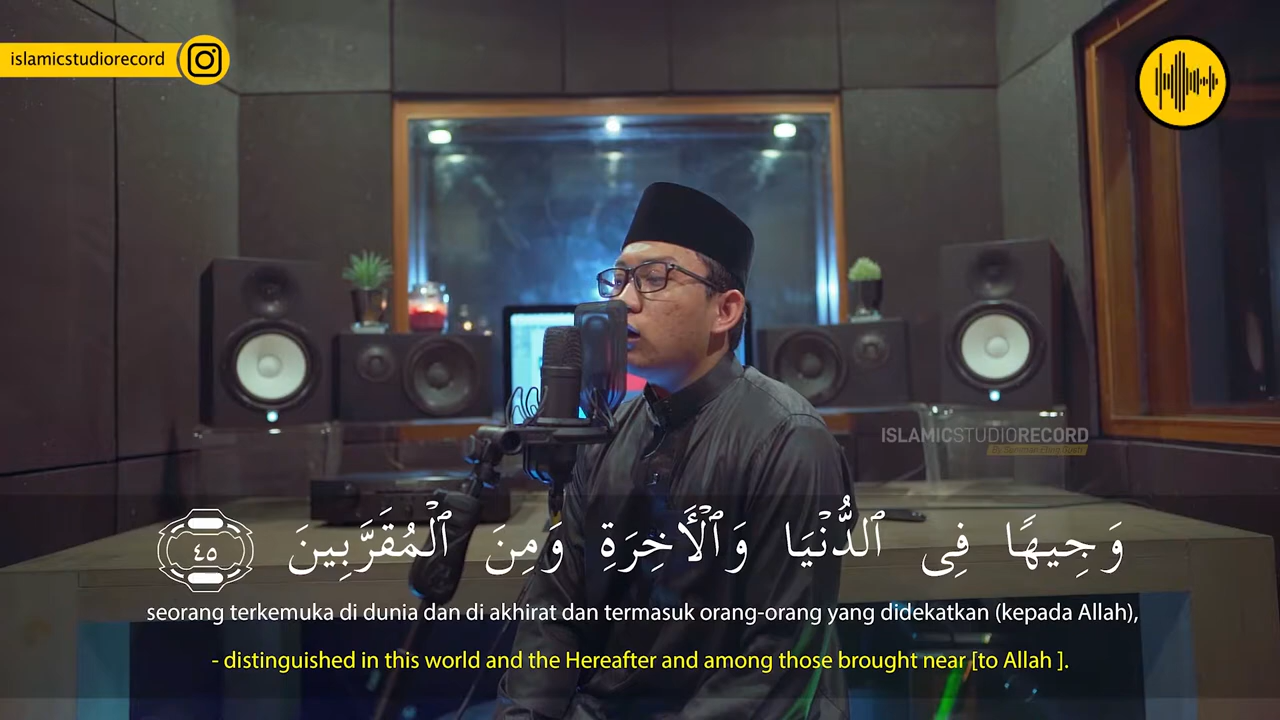 islamicstudiorecord
ISLAMICSTUDIORECORD
وَجِيهًا فِى ٱلدُّنْيَا وَٱلْأَخِرَةِ وَمِنَ ٱلْمُقَرَّبِينَ ٤٥
seorang terkemuka di dunia dan di akhirat dan termasuk orang-orang yang didekatkan (kepada Allah),
- distinguished in this world and the Hereafter and among those brought near [to Allah ].